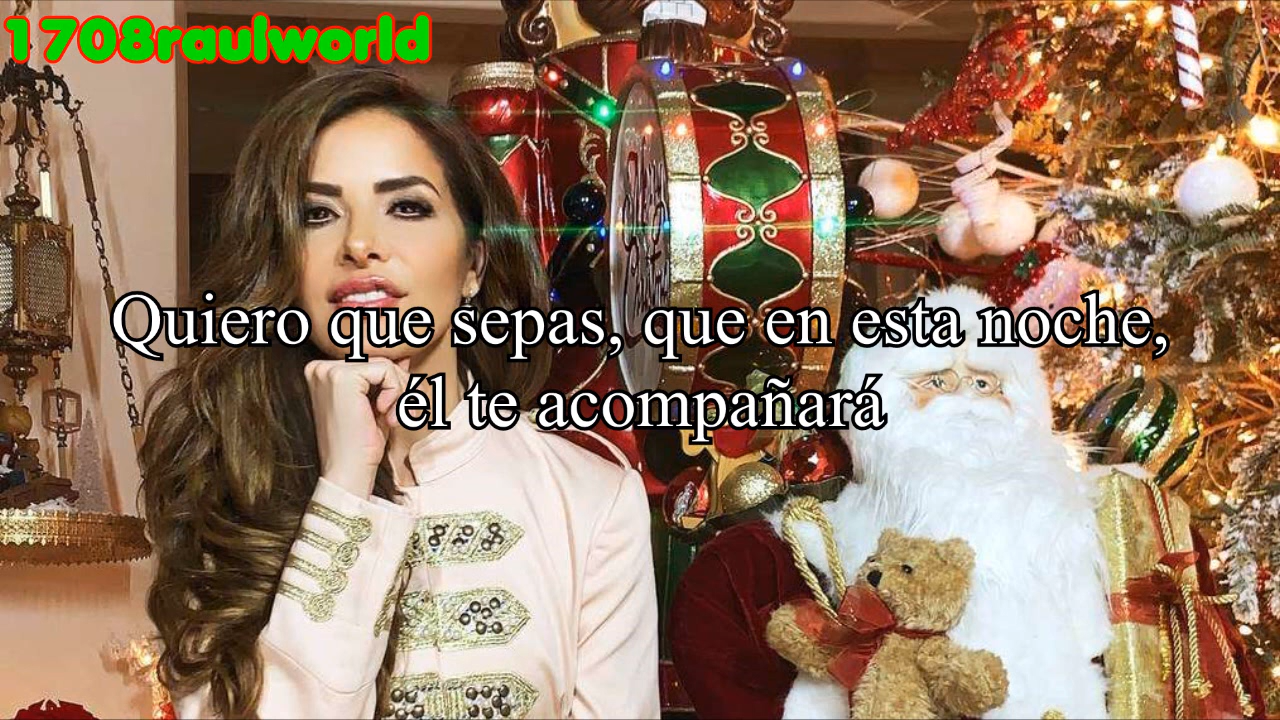 1708raulworld
Quiero que sepas, que en esta noche,
él te acompañará